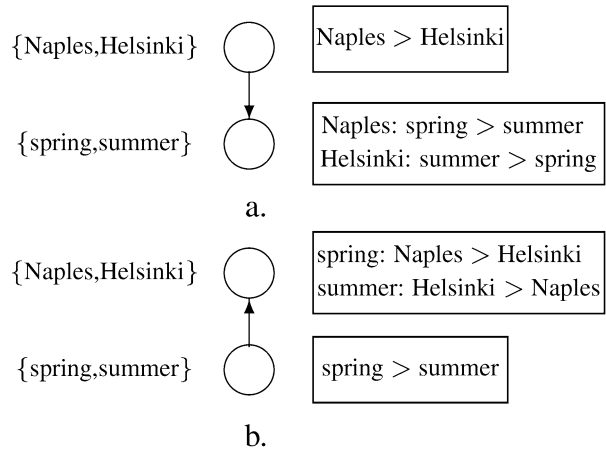 {Naples,Helsinki}
Naples > Helsinki
{spring,summer}
Naples: spring > summer
Helsinki: summer > spring
a.
{Naples,Helsinki}
spring: Naples > Helsinki
summer: Helsinki > Naples
{spring,summer}
spring > summer
b.